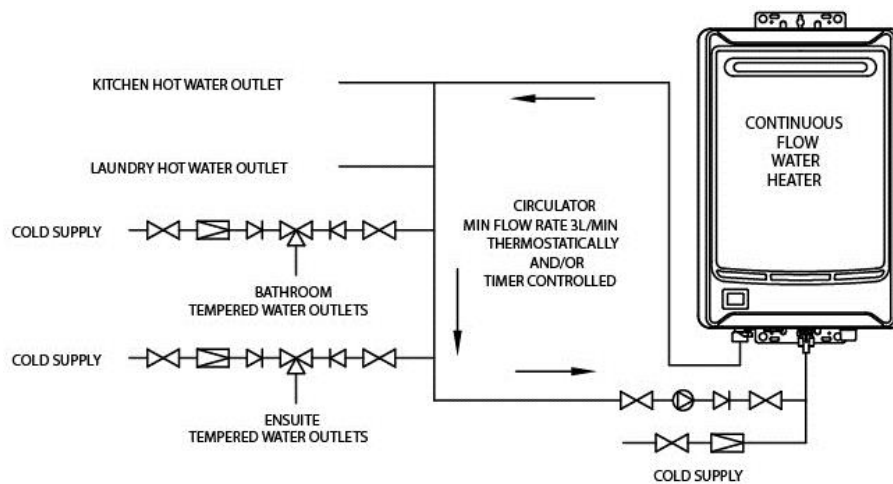 KITCHEN HOT WATER OUTLET
LAUNDRY HOT WATER OUTLET
COLD SUPPLY
BATHROOM
TEMPERED WATER OUTLETS
COLD SUPPLY
ENSUITE
TEMPERED WATER OUTLETS
CIRCULATOR
MIN FLOW RATE 3L/MIN
THERMOSTATICALLY
AND/OR
TIMER CONTROLLED
CONTINUOUS
FLOW
WATER
HEATER
COLD SUPPLY